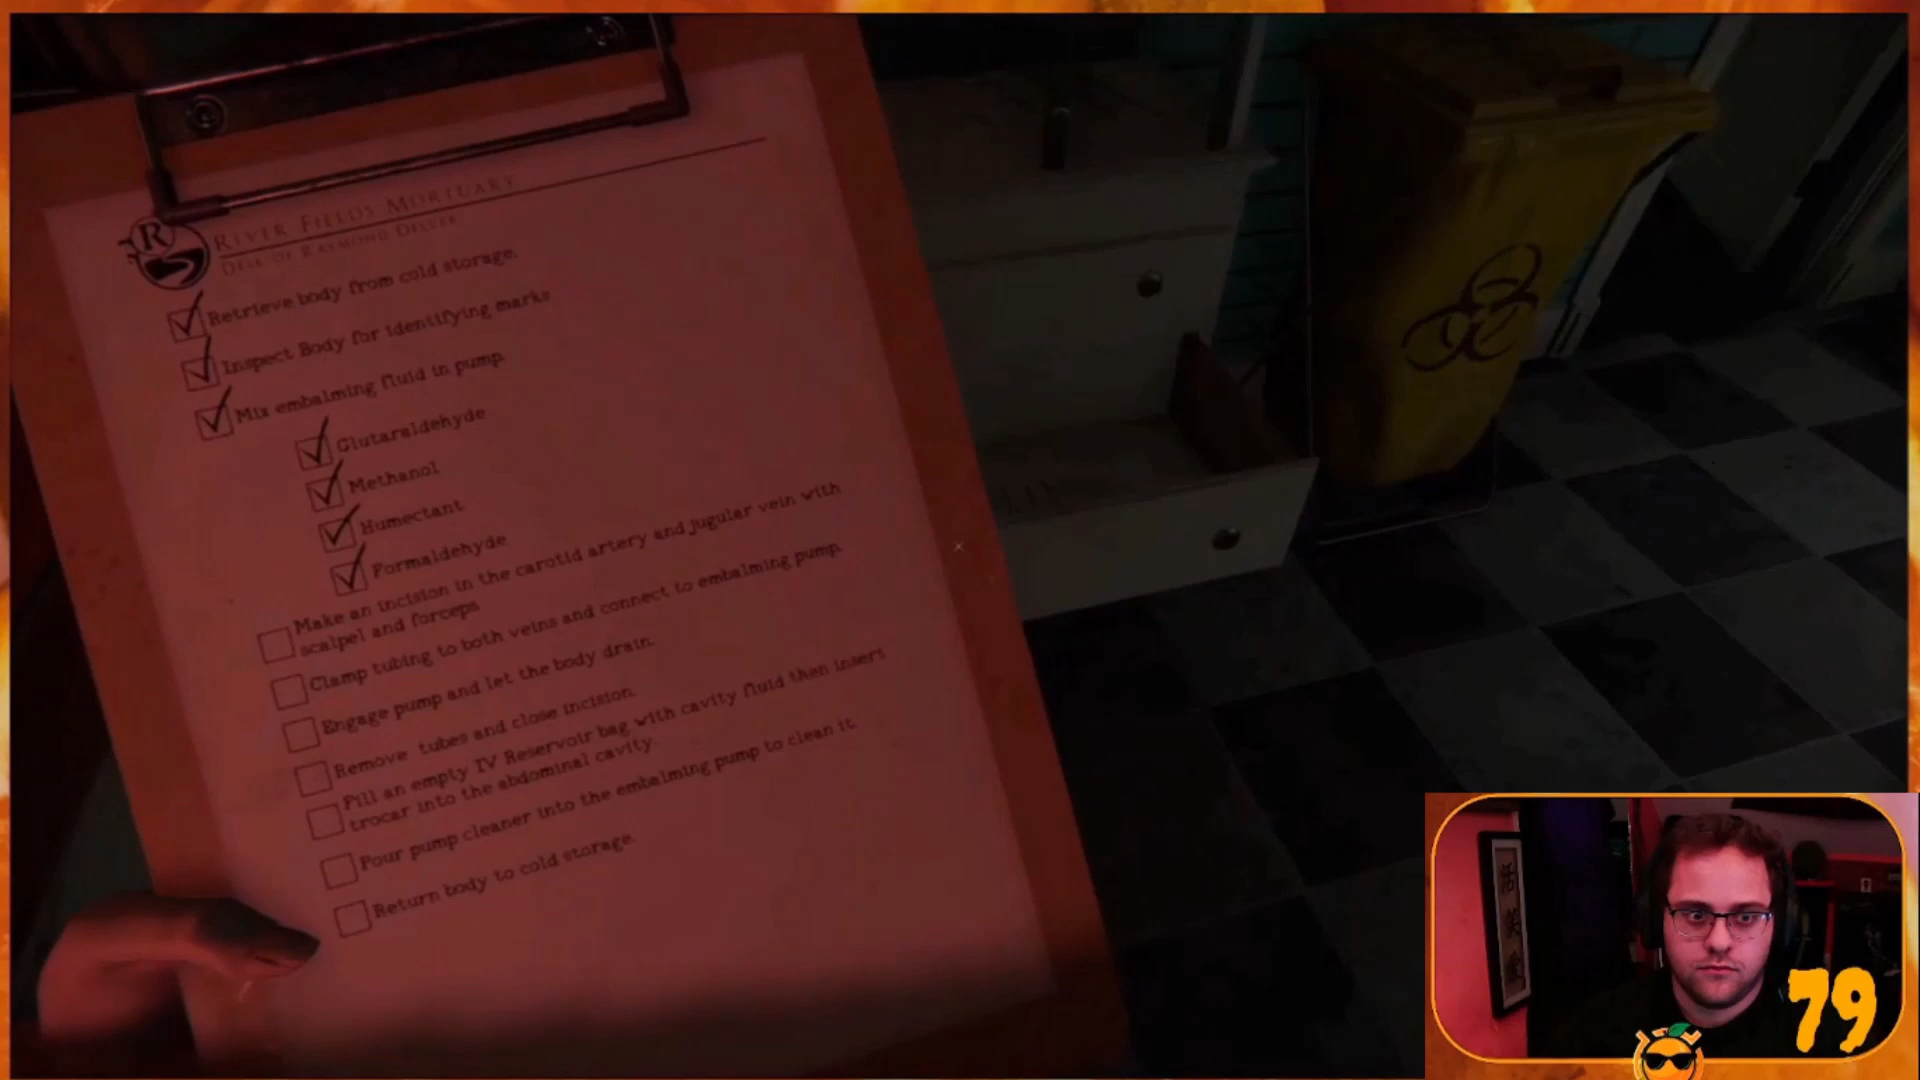 R
RIVER FIELDS MORTUARY
DESK OF RAYMOND DELVER
Retrieve body from cold storage.
Inspect Body for identifying marks
Mix embalming fluid in pump
Glutaraldehyde
Methanol
Humectant
Formaldehyde
Make an incision in the carotid artery and jugular vein with
scalpel and forceps
Clamp tubing to both veins and connect to embalming pump.
Engage pump and let the body drain.
Remove tubes and close incision.
Fill an empty IV Reservoir bag with cavity fluid then insert
trocar into the abdominal cavity.
Pour pump cleaner into the embalming pump to clean it.
Return body to cold storage.
79